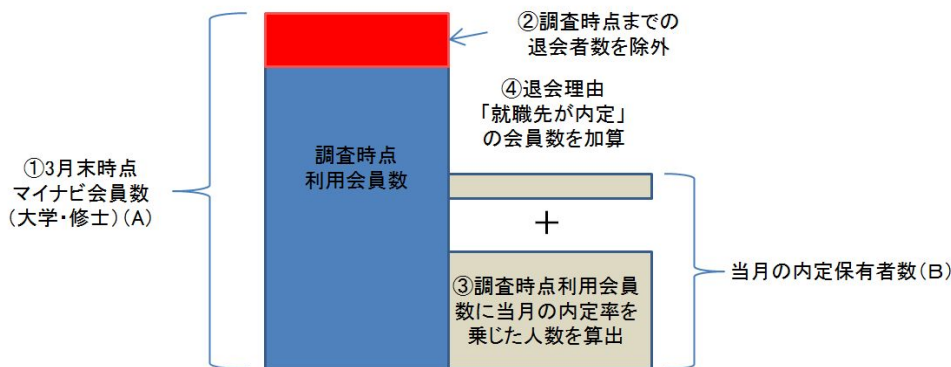 ②調査時点までの
退会者数を除外
④退会理由
「就職先が内定」
の会員数を加算
①3月末時点
マイナビ会員数
(大学・修士)(A)
調査時点
利用会員数
+
当月の内定保有者数(B)
③調査時点利用会員
数に当月の内定率を
乗じた人数を算出